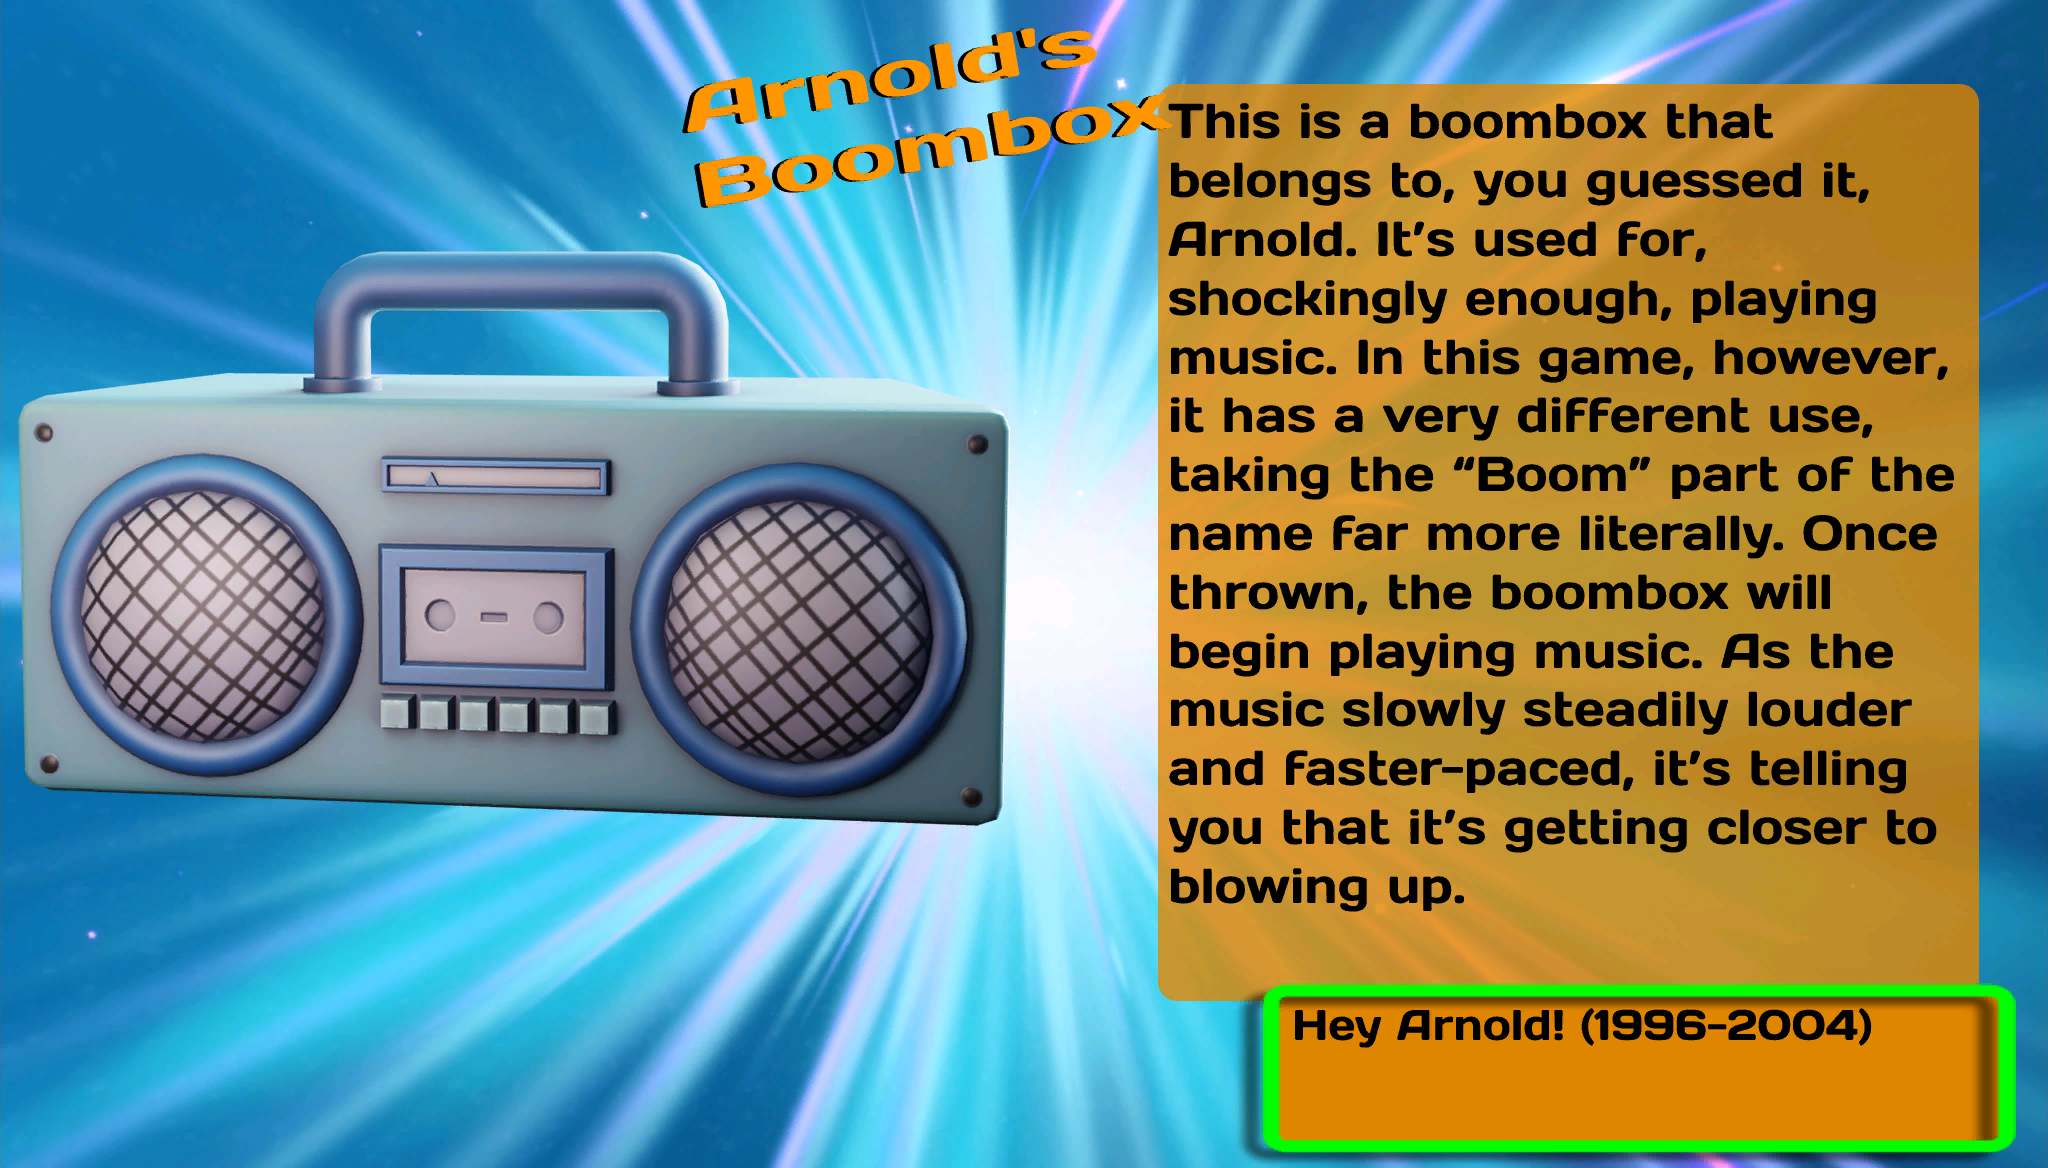 Arnold's
Boombox
This is a boombox that
belongs to, you guessed it,
Arnold. It’s used for,
shockingly enough, playing
music. In this game, however,
it has a very different use,
taking the “Boom” part of the
name far more literally. Once
thrown, the boombox will
begin playing music. As the
music slowly steadily louder
and faster-paced, it’s telling
you that it’s getting closer to
blowing up.
Hey Arnold! (1996-2004)